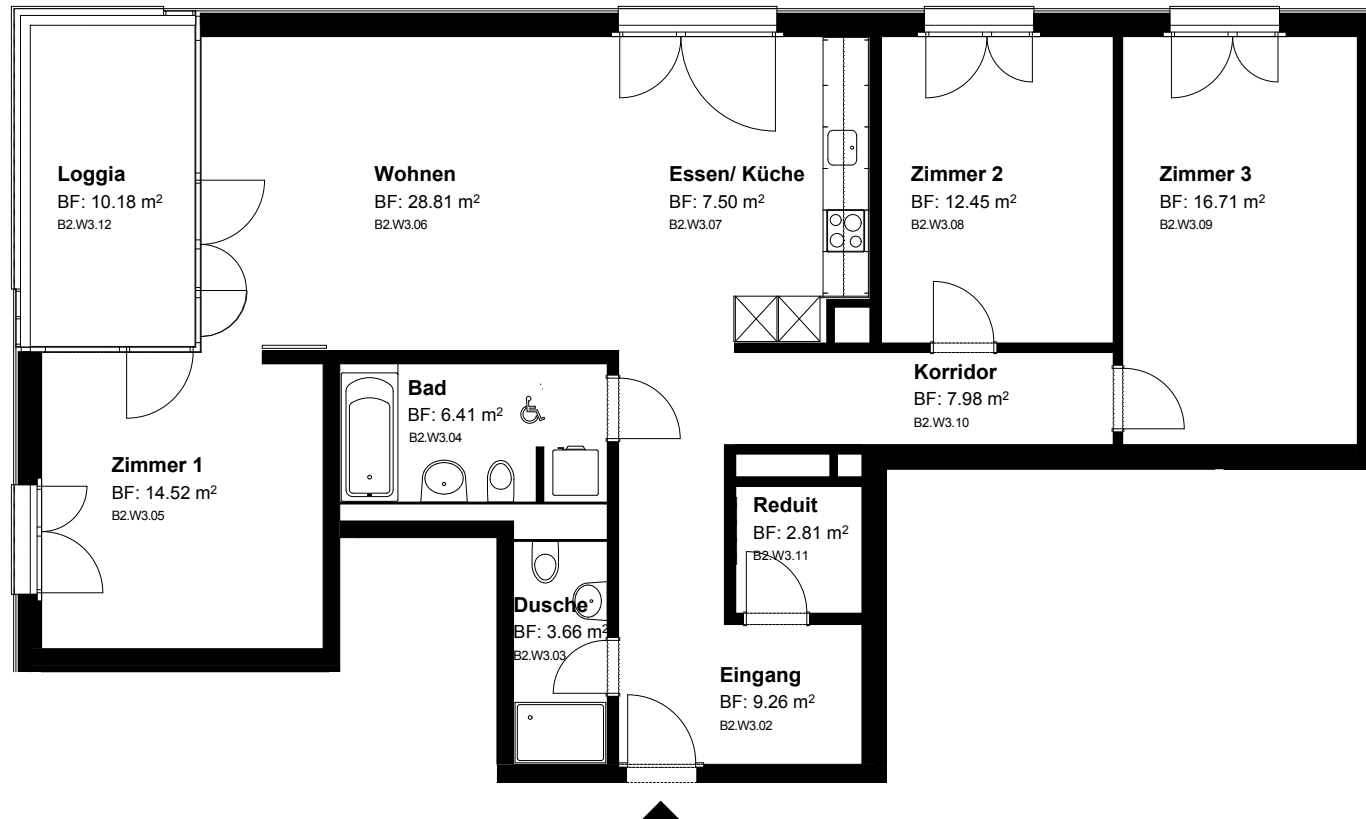 Loggia
BF: 10.18 m²
B2.W3.12
Wohnen
BF: 28.81 m²
B2.W3.06
Essen/ Küche
BF: 7.50 m²
B2.W3.07
Zimmer 2
BF: 12.45 m²
B2.W3.08
Zimmer 3
BF: 16.71 m²
B2.W3.09
Korridor
BF: 7.98 m²
B2.W3.10
Bad
BF: 6.41 m²
B2.W3.04
Zimmer 1
BF: 14.52 m²
B2.W3.05
Reduit
BF: 2.81 m²
B2.W3.11
Dusche
BF: 3.66 m²
B2.W3.03
Eingang
BF: 9.26 m²
B2.W3.02